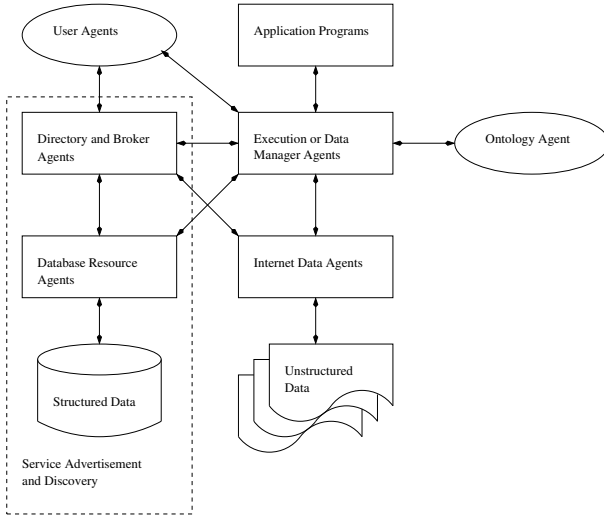 User Agents
Application Programs
Directory and Broker
Agents
Execution or Data
Manager Agents
Ontology Agent
Database Resource
Agents
Internet Data Agents
Structured Data
Unstructured
Data
Service Advertisement
and Discovery